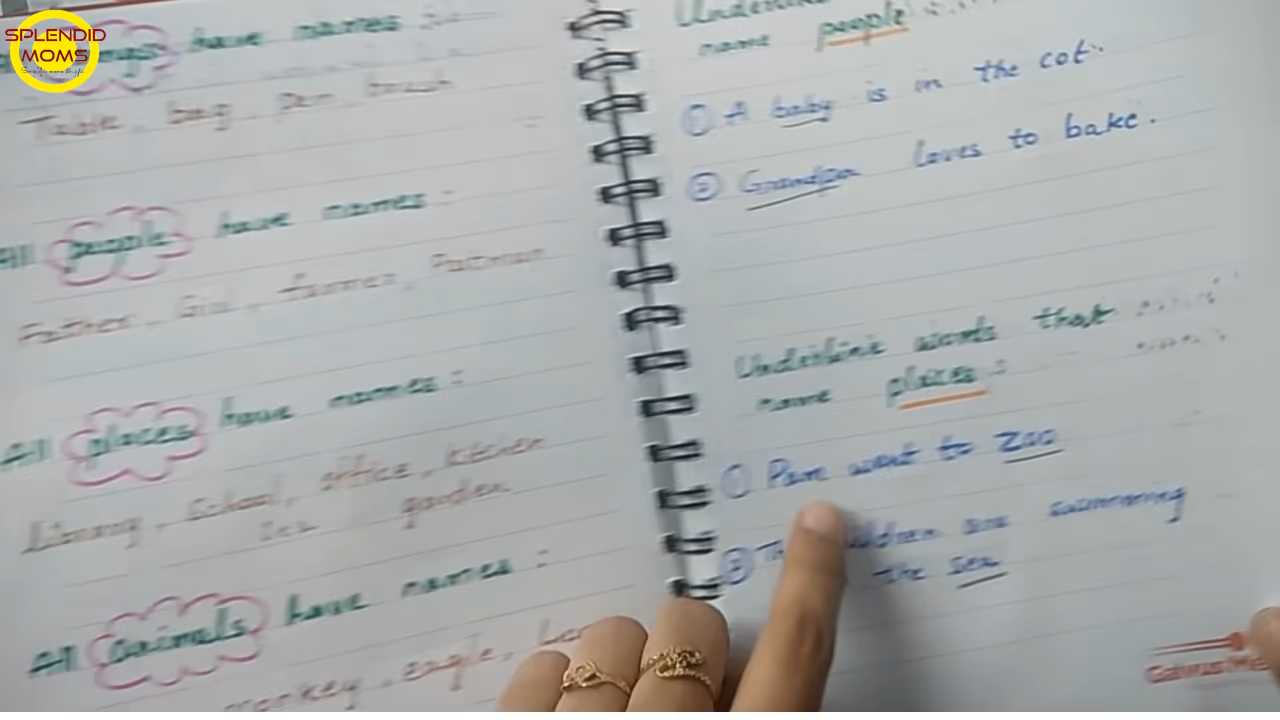 SPLENDID
MOMS
have names
Table, bag, pen, brush
All people have names :
Father, Girl, farmer, Postman
All places have names :
Library, School, office, kitchen
Zoo garden
All animals have names :
monkey, eagle,
Underline
name people
① A baby is in the cot.
② Grandpa loves to bake.
Underline words that
name places :
① Pam went to zoo
② are swimming
the sea